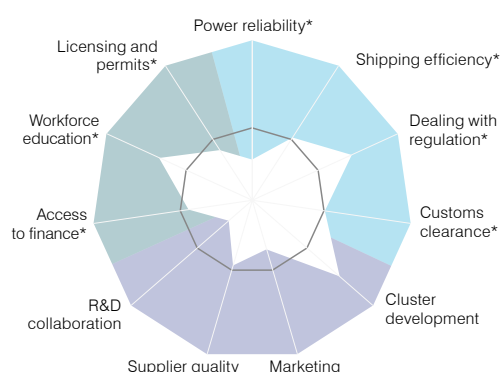 Power reliability*
Licensing and
permits*
Shipping efficiency*
Workforce
education*
Dealing with
regulation*
Access
to finance*
Customs
clearance*
R&D
collaboration
Cluster
development
Supplier quality
Marketing